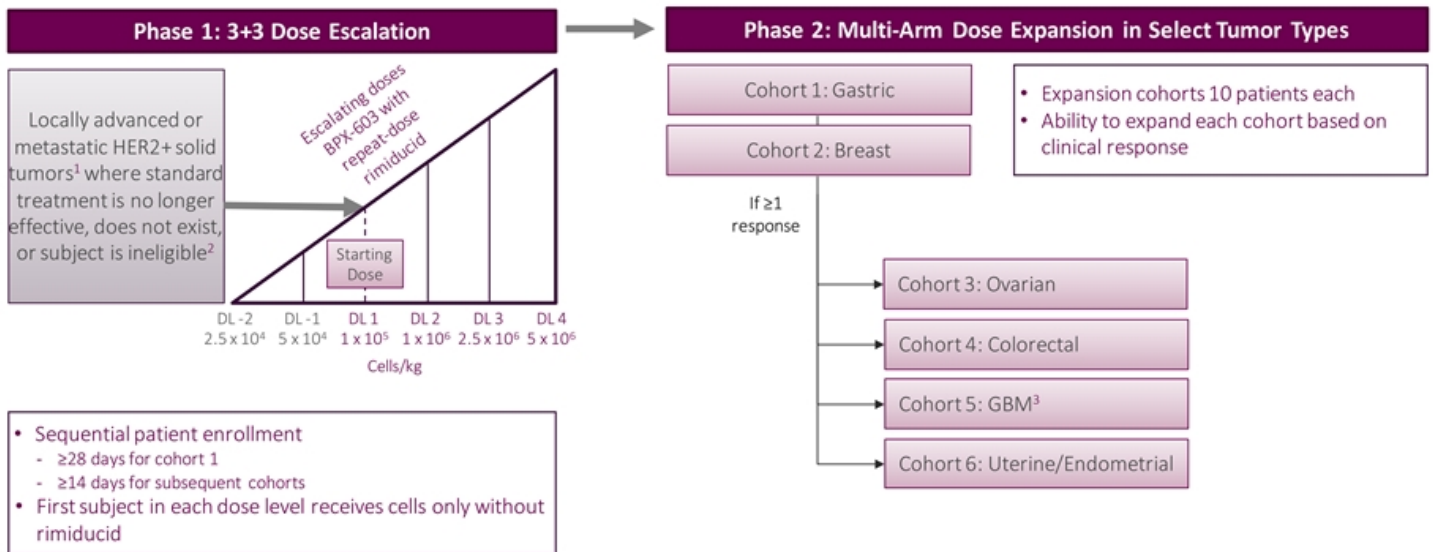 Phase 1: 3+3 Dose Escalation
Locally advanced or
metastatic HER2+ solid
tumors¹ where standard
treatment is no longer
effective, does not exist,
or subject is ineligible²
Escalating doses
BPX-603 with
repeat-dose
rimiducid
Starting
Dose
DL -2 DL -1 DL 1 DL 2 DL 3 DL 4
2.5 x 10⁴ 5 x 10⁴ 1 x 10⁵ 1 x 10⁶ 2.5 x 10⁶ 5 x 10⁶
Cells/kg
• Sequential patient enrollment
- ≥28 days for cohort 1
- ≥14 days for subsequent cohorts
• First subject in each dose level receives cells only without
rimiducid
Phase 2: Multi-Arm Dose Expansion in Select Tumor Types
Cohort 1: Gastric
Cohort 2: Breast
• Expansion cohorts 10 patients each
• Ability to expand each cohort based on
clinical response
If ≥1
response
Cohort 3: Ovarian
Cohort 4: Colorectal
Cohort 5: GBM³
Cohort 6: Uterine/Endometrial